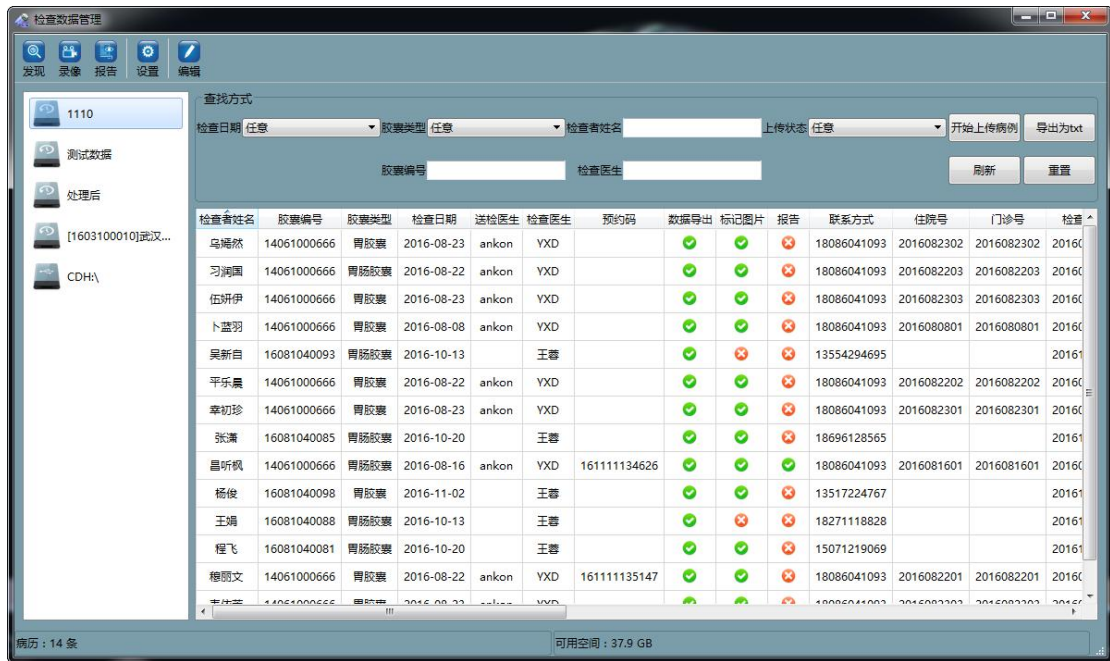 检查数据管理
发现 录像 报告 设置 编辑
1110
测试数据
处理后
[1603100010]武汉...
CDH:\
查找方式
检查日期 任意 胶囊类型 任意 检查者姓名 上传状态 任意 开始上传病例 导出为txt
胶囊编号 检查医生 刷新 重置
检查者姓名 胶囊编号 胶囊类型 检查日期 送检医生 检查医生 预约码 数据导出 标记图片 报告 联系方式 住院号 门诊号 检查
乌嫣然 14061000666 胃胶囊 2016-08-23 ankon YXD 18086041093 2016082302 2016082302 2016
习润国 14061000666 胃肠胶囊 2016-08-22 ankon YXD 18086041093 2016082203 2016082203 2016
伍妍伊 14061000666 胃胶囊 2016-08-23 ankon YXD 18086041093 2016082303 2016082303 2016
卜蓝羽 14061000666 胃胶囊 2016-08-08 ankon YXD 18086041093 2016080801 2016080801 2016
吴新自 16081040093 胃肠胶囊 2016-10-13 王蓉 13554294695 2016
平乐晨 14061000666 胃胶囊 2016-08-22 ankon YXD 18086041093 2016082202 2016082202 2016
幸初珍 14061000666 胃胶囊 2016-08-23 ankon YXD 18086041093 2016082301 2016082301 2016
张潇 16081040085 胃肠胶囊 2016-10-20 王蓉 18696128565 2016
昌听枫 14061000666 胃肠胶囊 2016-08-16 ankon YXD 161111134626 18086041093 2016081601 2016081601 2016
杨俊 16081040098 胃胶囊 2016-11-02 王蓉 13517224767 2016
王娟 16081040088 胃肠胶囊 2016-10-13 王蓉 18271118828 2016
程飞 16081040081 胃肠胶囊 2016-10-20 王蓉 15071219069 2016
穆丽文 14061000666 胃胶囊 2016-08-22 ankon YXD 161111135147 18086041093 2016082201 2016082201 2016
病历：14 条 可用空间：37.9 GB